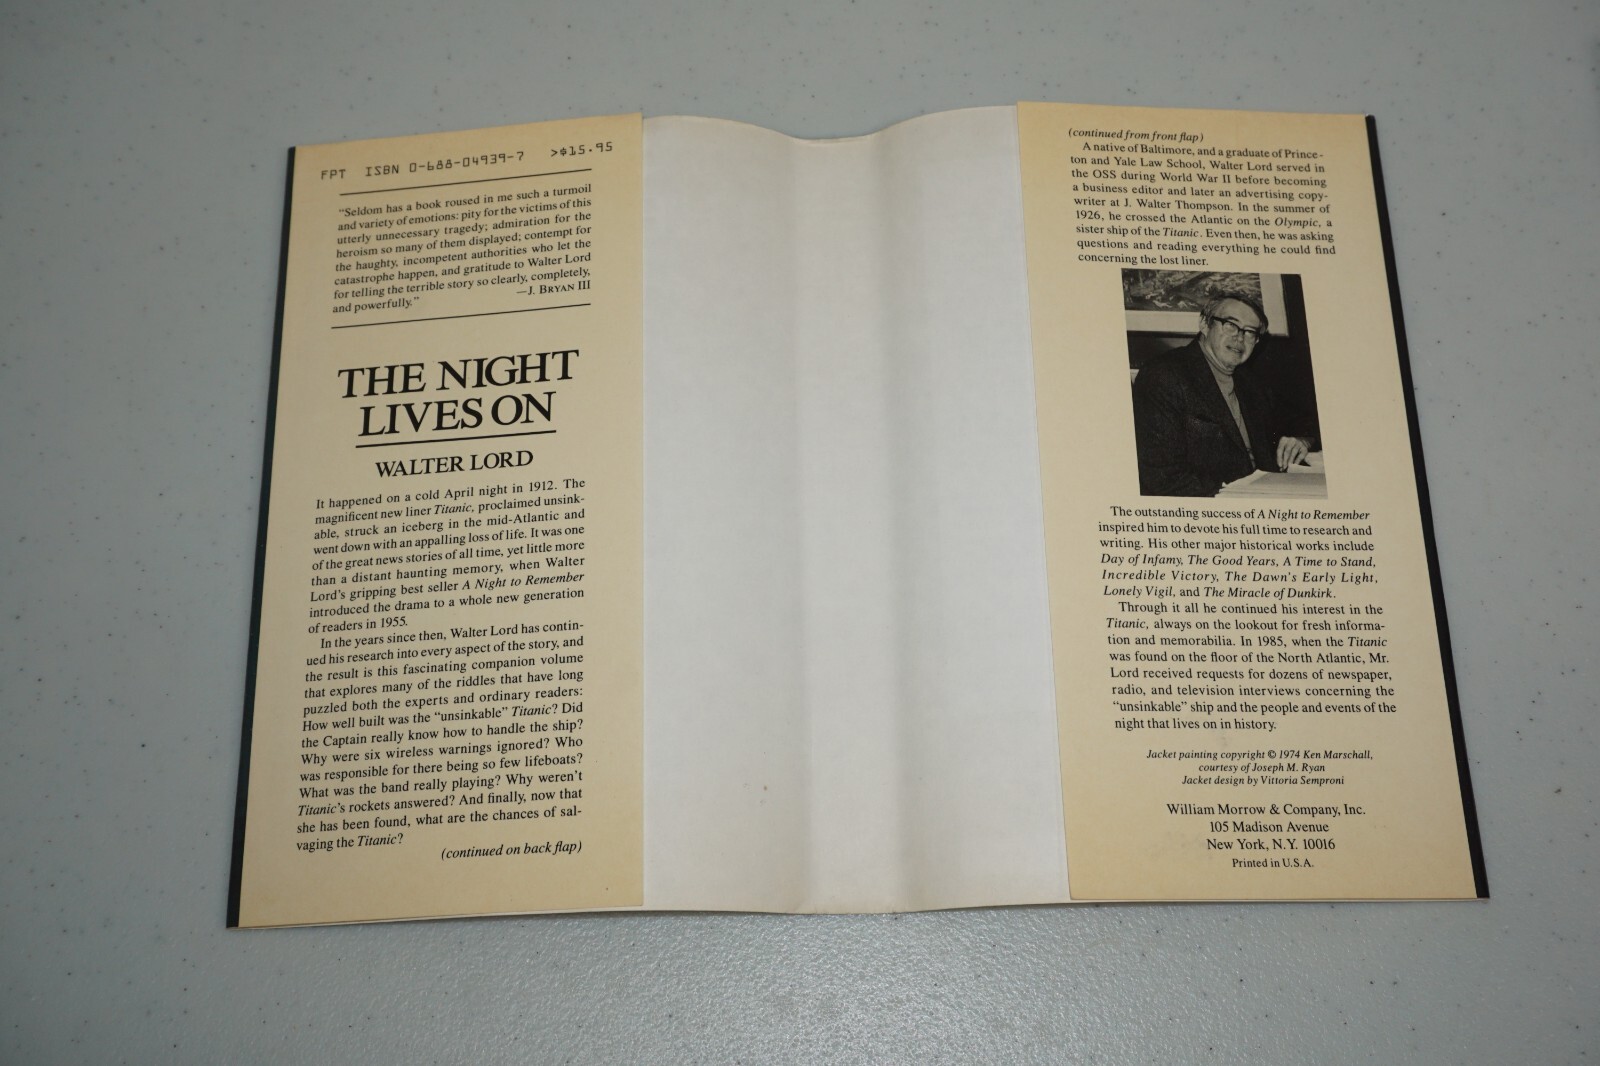 FPT ISBN 0-688-04939-7 >$15.95
“Seldom has a book roused in me such a turmoil
and variety of emotions: pity for the victims of this
utterly unnecessary tragedy; admiration for the
heroism so many of them displayed; contempt for
the haughty, incompetent authorities who let the
catastrophe happen, and gratitude to Walter Lord
for telling the terrible story so clearly, completely,
and powerfully.”
—J. BRYAN III
THE NIGHT
LIVES ON
WALTER LORD
It happened on a cold April night in 1912. The
magnificent new liner Titanic, proclaimed unsink-
able, struck an iceberg in the mid-Atlantic and
went down with an appalling loss of life. It was one
of the great news stories of all time, yet little more
than a distant haunting memory, when Walter
Lord's gripping best seller A Night to Remember
introduced the drama to a whole new generation
of readers in 1955.
In the years since then, Walter Lord has contin-
ued his research into every aspect of the story, and
the result is this fascinating companion volume
that explores many of the riddles that have long
puzzled both the experts and ordinary readers:
How well built was the “unsinkable” Titanic? Did
the Captain really know how to handle the ship?
Why were six wireless warnings ignored? Who
was responsible for there being so few lifeboats?
What was the band really playing? Why weren't
Titanic's rockets answered? And finally, now that
she has been found, what are the chances of sal-
vaging the Titanic?
(continued on back flap)
(continued from front flap)
A native of Baltimore, and a graduate of Prince-
ton and Yale Law School, Walter Lord served in
the OSS during World War II before becoming
a business editor and later an advertising copy-
writer at J. Walter Thompson. In the summer of
1926, he crossed the Atlantic on the Olympic, a
sister ship of the Titanic. Even then, he was asking
questions and reading everything he could find
concerning the lost liner.
The outstanding success of A Night to Remember
inspired him to devote his full time to research and
writing. His other major historical works include
Day of Infamy, The Good Years, A Time to Stand,
Incredible Victory, The Dawn's Early Light,
Lonely Vigil, and The Miracle of Dunkirk.
Through it all he continued his interest in the
Titanic, always on the lookout for fresh informa-
tion and memorabilia. In 1985, when the Titanic
was found on the floor of the North Atlantic, Mr.
Lord received requests for dozens of newspaper,
radio, and television interviews concerning the
“unsinkable” ship and the people and events of the
night that lives on in history.
Jacket painting copyright © 1974 Ken Marschall,
courtesy of Joseph M. Ryan
Jacket design by Vittoria Semproni
William Morrow & Company, Inc.
105 Madison Avenue
New York, N.Y. 10016
Printed in U.S.A.